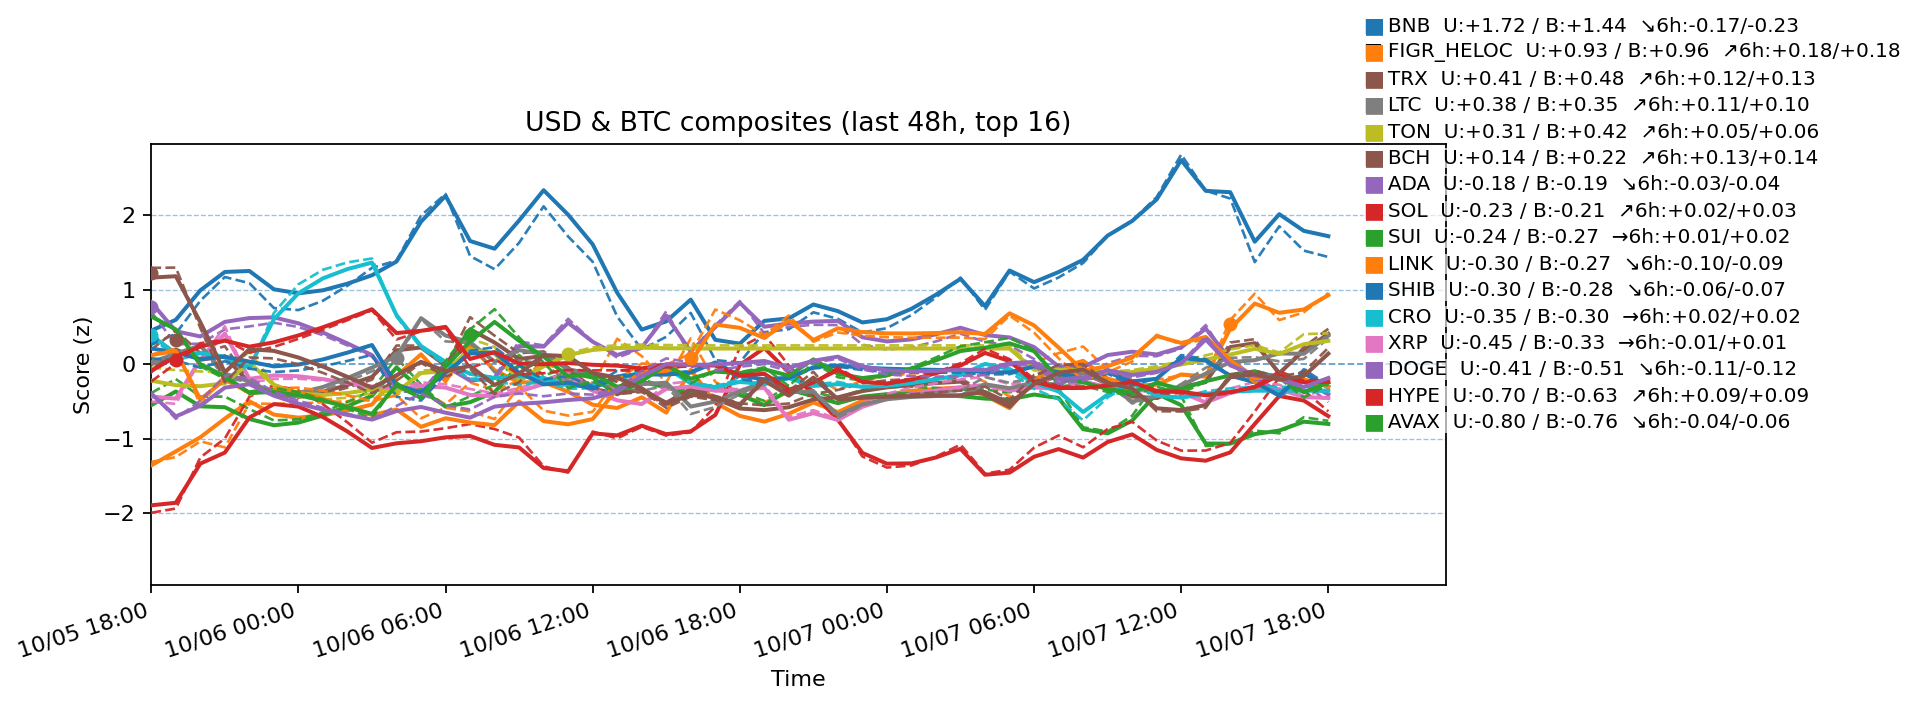 BNB U:+1.72 / B:+1.44 ↘6h:-0.17/-0.23
FIGR_HELOC U:+0.93 / B:+0.96 ↗6h:+0.18/+0.18
TRX U:+0.41 / B:+0.48 ↗6h:+0.12/+0.13
LTC U:+0.38 / B:+0.35 ↗6h:+0.11/+0.10
TON U:+0.31 / B:+0.42 ↗6h:+0.05/+0.06
BCH U:+0.14 / B:+0.22 ↗6h:+0.13/+0.14
ADA U:-0.18 / B:-0.19 ↘6h:-0.03/-0.04
SOL U:-0.23 / B:-0.21 ↗6h:+0.02/+0.03
SUI U:-0.24 / B:-0.27 →6h:+0.01/+0.02
LINK U:-0.30 / B:-0.27 ↘6h:-0.10/-0.09
SHIB U:-0.30 / B:-0.28 ↘6h:-0.06/-0.07
CRO U:-0.35 / B:-0.30 →6h:+0.02/+0.02
XRP U:-0.45 / B:-0.33 →6h:-0.01/+0.01
DOGE U:-0.41 / B:-0.51 ↘6h:-0.11/-0.12
HYPE U:-0.70 / B:-0.63 ↗6h:+0.09/+0.09
AVAX U:-0.80 / B:-0.76 ↘6h:-0.04/-0.06
USD & BTC composites (last 48h, top 16)
Score (z)
2
1
0
−1
−2
10/05 18:00
10/06 00:00
10/06 06:00
10/06 12:00
10/06 18:00
10/07 00:00
10/07 06:00
10/07 12:00
10/07 18:00
Time